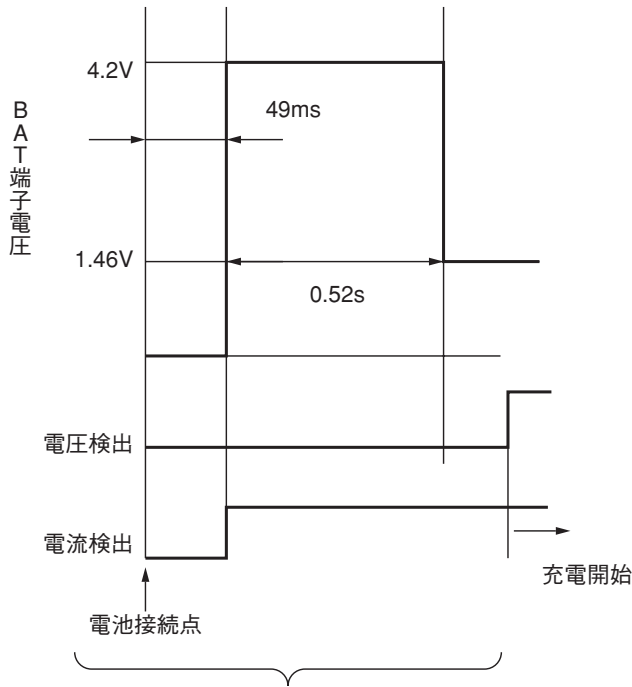 4.2V
49ms
BAT端子電圧
1.46V
0.52s
電圧検出
電流検出
充電開始
電池接続点